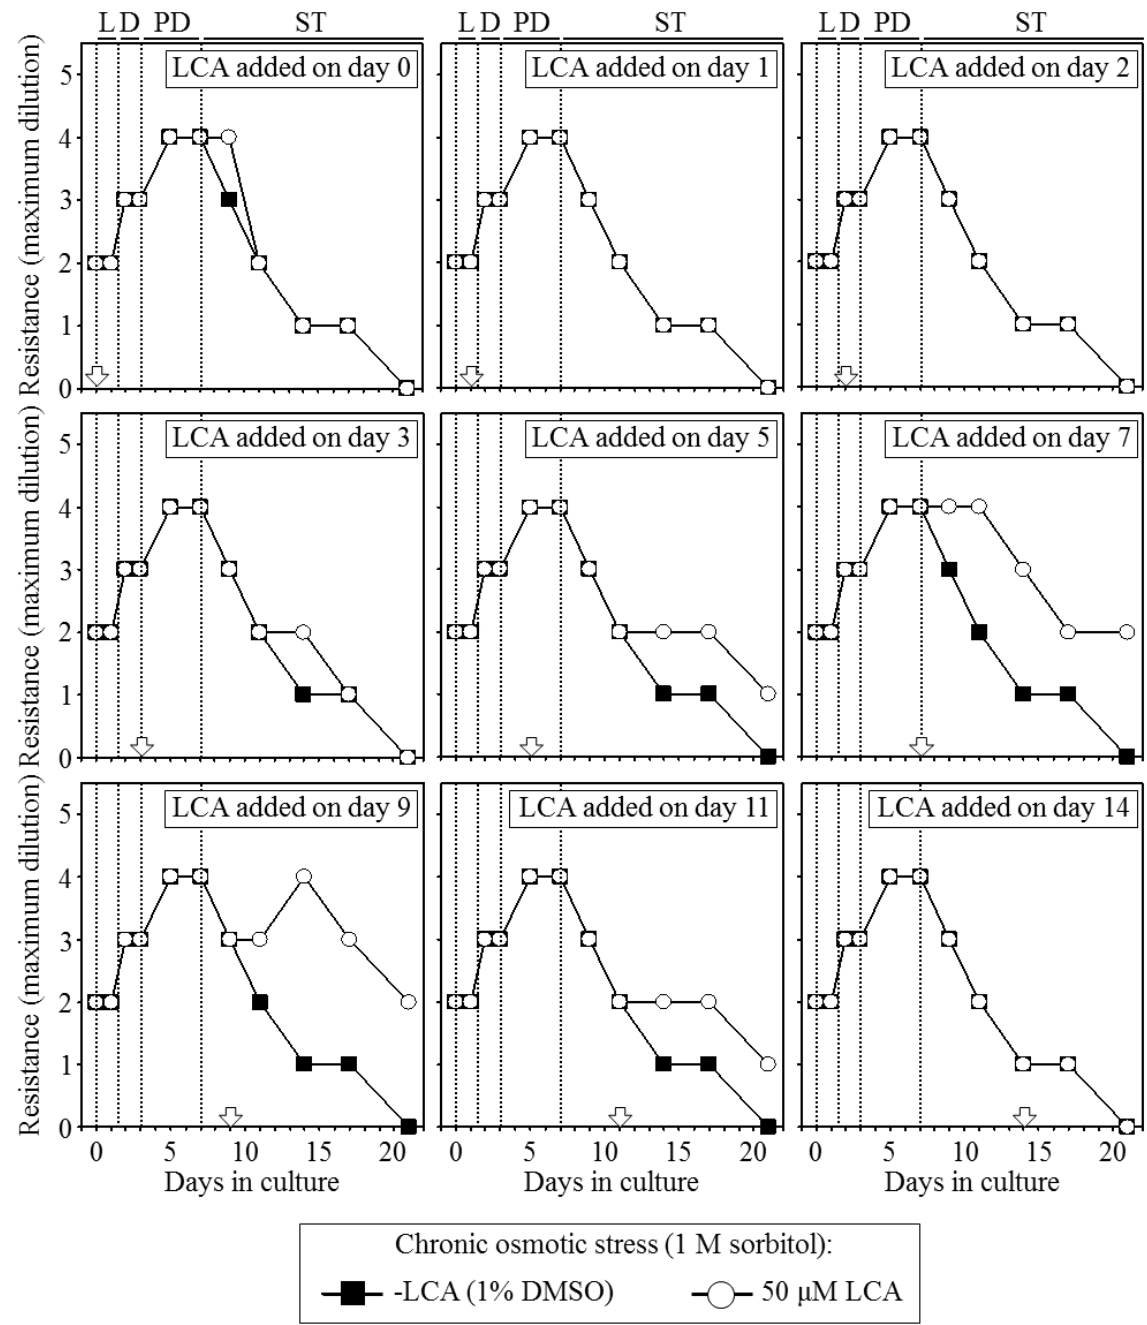 L D PD ST L D PD ST L D PD ST
Resistance (maximum dilution)
5
4
3
2
1
0
LCA added on day 0
LCA added on day 1
LCA added on day 2
Resistance (maximum dilution)
5
4
3
2
1
0
LCA added on day 3
LCA added on day 5
LCA added on day 7
Resistance (maximum dilution)
5
4
3
2
1
0
LCA added on day 9
LCA added on day 11
LCA added on day 14
0 5 10 15 20 0 5 10 15 20 0 5 10 15 20
Days in culture Days in culture Days in culture
Chronic osmotic stress (1 M sorbitol):
-LCA (1% DMSO) 50 μM LCA